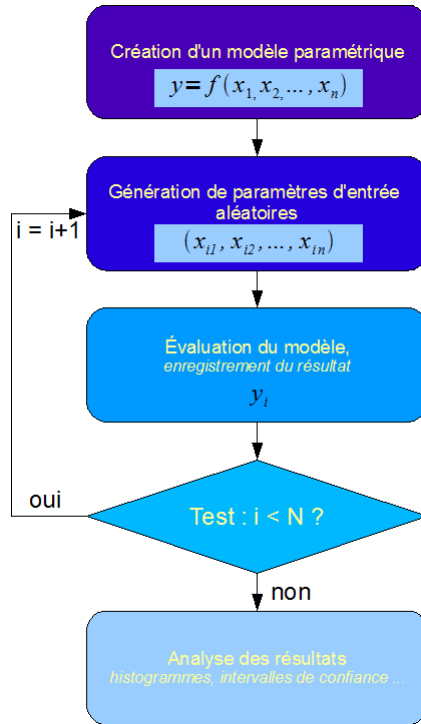 Création d'un modèle paramétrique
y = f(x₁, x₂, ..., xₙ)
Génération de paramètres d'entrée
aléatoires
(xᵢ₁, xᵢ₂, ..., xᵢₙ)
i = i+1
Évaluation du modèle,
enregistrement du résultat
yᵢ
oui
Test : i < N ?
non
Analyse des résultats
histogrammes, intervalles de confiance ...